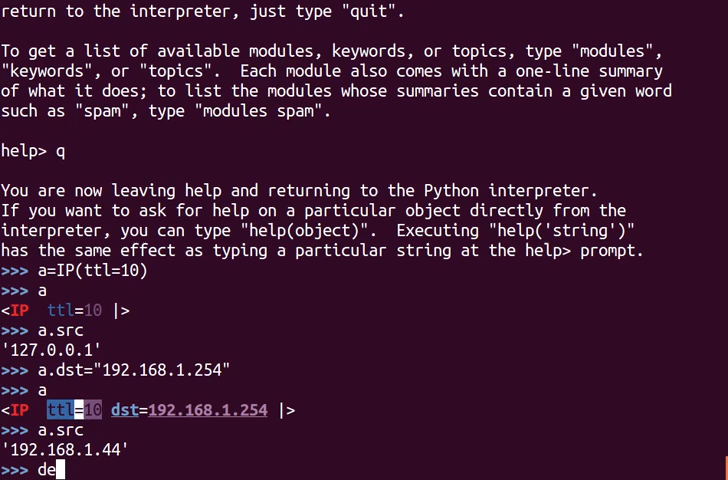 return to the interpreter, just type "quit".
To get a list of available modules, keywords, or topics, type "modules",
"keywords", or "topics".  Each module also comes with a one-line summary
of what it does; to list the modules whose summaries contain a given word
such as "spam", type "modules spam".
help> q
You are now leaving help and returning to the Python interpreter.
If you want to ask for help on a particular object directly from the
interpreter, you can type "help(object)".  Executing "help('string')"
has the same effect as typing a particular string at the help> prompt.
>>> a=IP(ttl=10)
>>> a
<IP  ttl=10 |>
>>> a.src
'127.0.0.1'
>>> a.dst="192.168.1.254"
>>> a
<IP  ttl=10 dst=192.168.1.254 |>
>>> a.src
'192.168.1.44'
>>> de